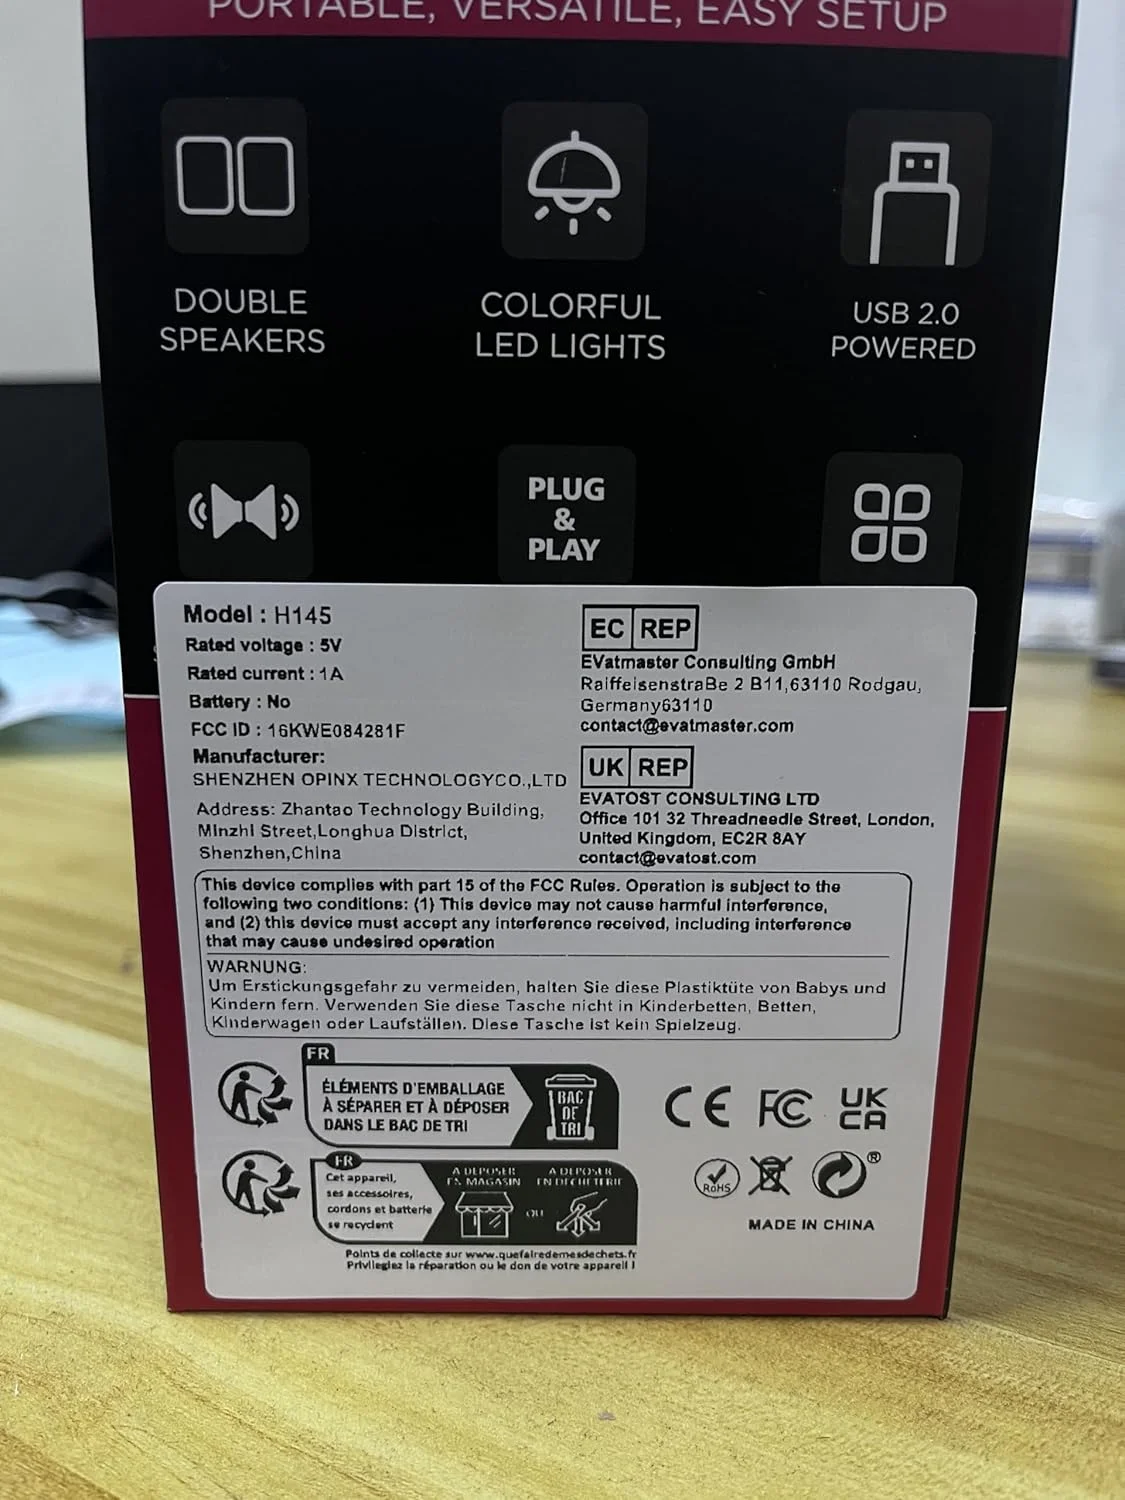 PORTABLE, VERSATILE, EASY SETUP
DOUBLE
SPEAKERS
COLORFUL
LED LIGHTS
USB 2.0
POWERED
PLUG
&
PLAY
Model : H145
Rated voltage : 5V
Rated current : 1A
Battery : No
FCC ID : 16KWE084281F
Manufacturer:
SHENZHEN OPINX TECHNOLOGYCO.,LTD
Address: Zhantao Technology Building,
Minzhi Street,Longhua District,
Shenzhen,China
EC REP
EVatmaster Consulting GmbH
RaiffeisenstraBe 2 B11,63110 Rodgau,
Germany63110
contact@evatmaster.com
UK REP
EVATOST CONSULTING LTD
Office 101 32 Threadneedle Street, London,
United Kingdom, EC2R 8AY
contact@evatost.com
This device complies with part 15 of the FCC Rules. Operation is subject to the
following two conditions: (1) This device may not cause harmful interference,
and (2) this device must accept any interference received, including interference
that may cause undesired operation
WARNUNG:
Um Erstickungsgefahr zu vermeiden, halten Sie diese Plastiktüte von Babys und
Kindern fern. Verwenden Sie diese Tasche nicht in Kinderbetten, Betten,
Kinderwagen oder Laufställen. Diese Tasche ist kein Spielzeug.
FR
ÉLÉMENTS D'EMBALLAGE
À SÉPARER ET À DÉPOSER
DANS LE BAC DE TRI
BAC
DE
TRI
CE FC UK
CA
FR
Cet appareil,
ses accessoires,
cordons et batterie
se recyclent
A DEPOSER
EN MAGASIN
OU
A DEPOSER
EN DECHETERIE
RoHS
®
MADE IN CHINA
Points de collecte sur www.quefairedemesdechets.fr
Privilegiez la réparation ou le don de votre appareil !